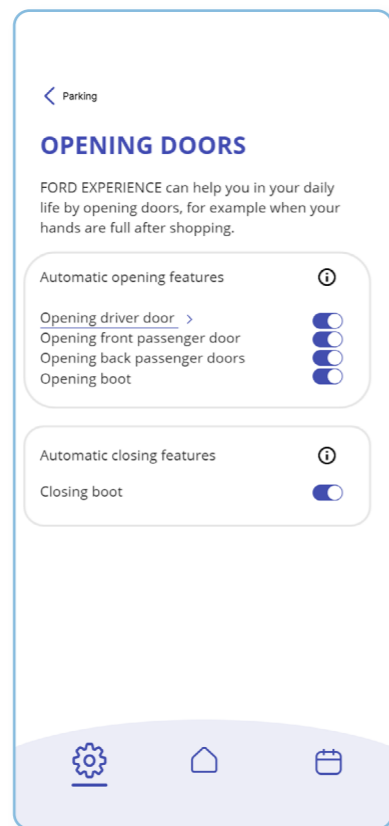 Parking
OPENING DOORS
FORD EXPERIENCE can help you in your daily
life by opening doors, for example when your
hands are full after shopping.
Automatic opening features
Opening driver door
Opening front passenger door
Opening back passenger doors
Opening boot
Automatic closing features
Closing boot